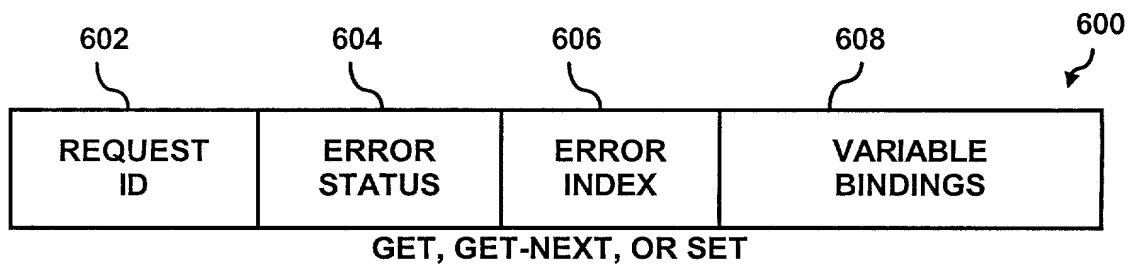 602 604 606 608 600
REQUEST ID
ERROR STATUS
ERROR INDEX
VARIABLE BINDINGS
GET, GET-NEXT, OR SET